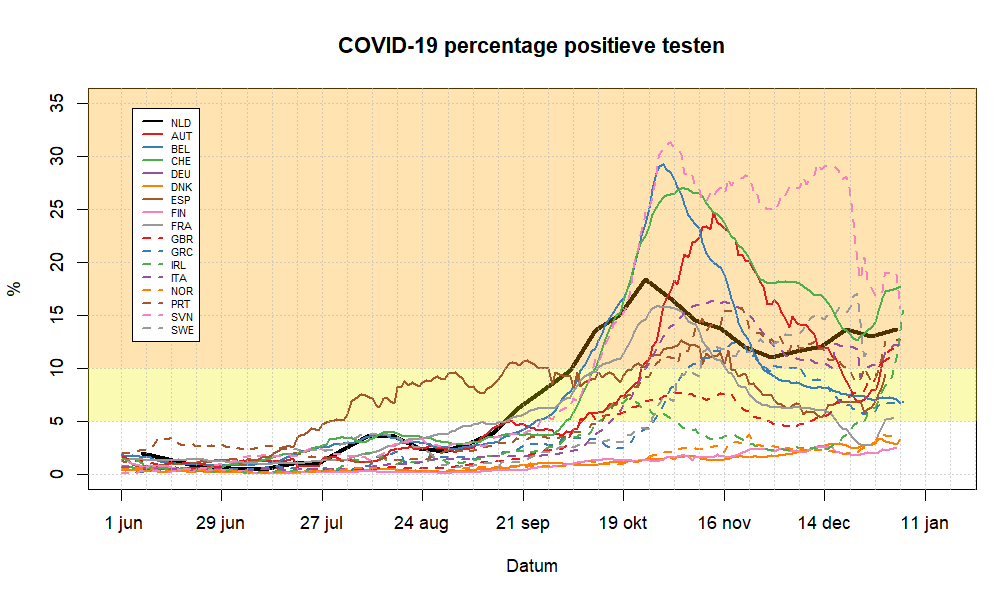 COVID-19 percentage positieve testen
%
35
30
25
20
15
10
5
0
NLD
AUT
BEL
CHE
DEU
DNK
ESP
FIN
FRA
GBR
GRC
IRL
ITA
NOR
PRT
SVN
SWE
1 jun 29 jun 27 jul 24 aug 21 sep 19 okt 16 nov 14 dec 11 jan
Datum